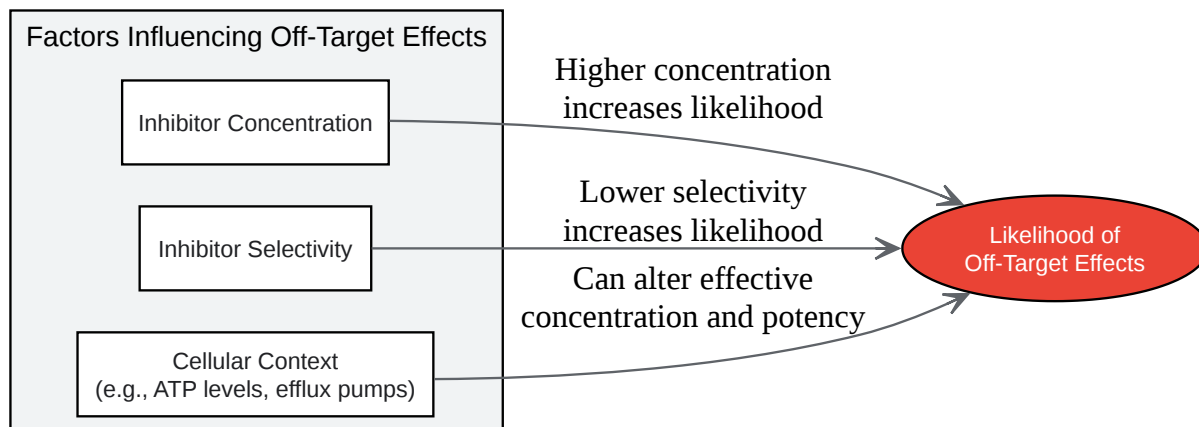 Factors Influencing Off-Target Effects
Inhibitor Concentration
Higher concentration
increases likelihood
Inhibitor Selectivity
Lower selectivity
increases likelihood
Cellular Context
(e.g., ATP levels, efflux pumps)
Can alter effective
concentration and potency
Likelihood of
Off-Target Effects